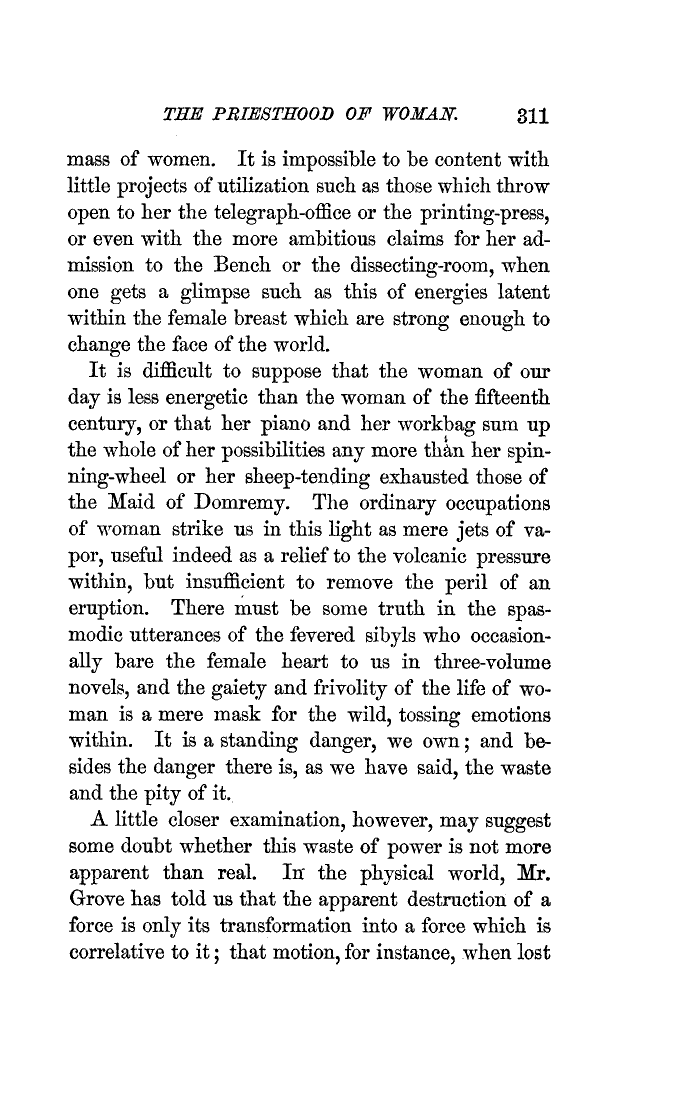 THE PRIESTHOOD OF WOMAN. 311
mass of women. It is impossible to be content with
little projects of utilization such as those which throw
open to her the telegraph-office or the printing-press,
or even with the more ambitious claims for her ad-
mission to the Bench or the dissecting-room, when
one gets a glimpse such as this of energies latent
within the female breast which are strong enough to
change the face of the world.
It is difficult to suppose that the woman of our
day is less energetic than the woman of the fifteenth
century, or that her piano and her workbag sum up
the whole of her possibilities any more than her spin-
ning-wheel or her sheep-tending exhausted those of
the Maid of Domremy. The ordinary occupations
of woman strike us in this light as mere jets of va-
por, useful indeed as a relief to the volcanic pressure
within, but insufficient to remove the peril of an
eruption. There must be some truth in the spas-
modic utterances of the fevered sibyls who occasion-
ally bare the female heart to us in three-volume
novels, and the gaiety and frivolity of the life of wo-
man is a mere mask for the wild, tossing emotions
within. It is a standing danger, we own; and be-
sides the danger there is, as we have said, the waste
and the pity of it.
A little closer examination, however, may suggest
some doubt whether this waste of power is not more
apparent than real. In the physical world, Mr.
Grove has told us that the apparent destruction of a
force is only its transformation into a force which is
correlative to it; that motion, for instance, when lost